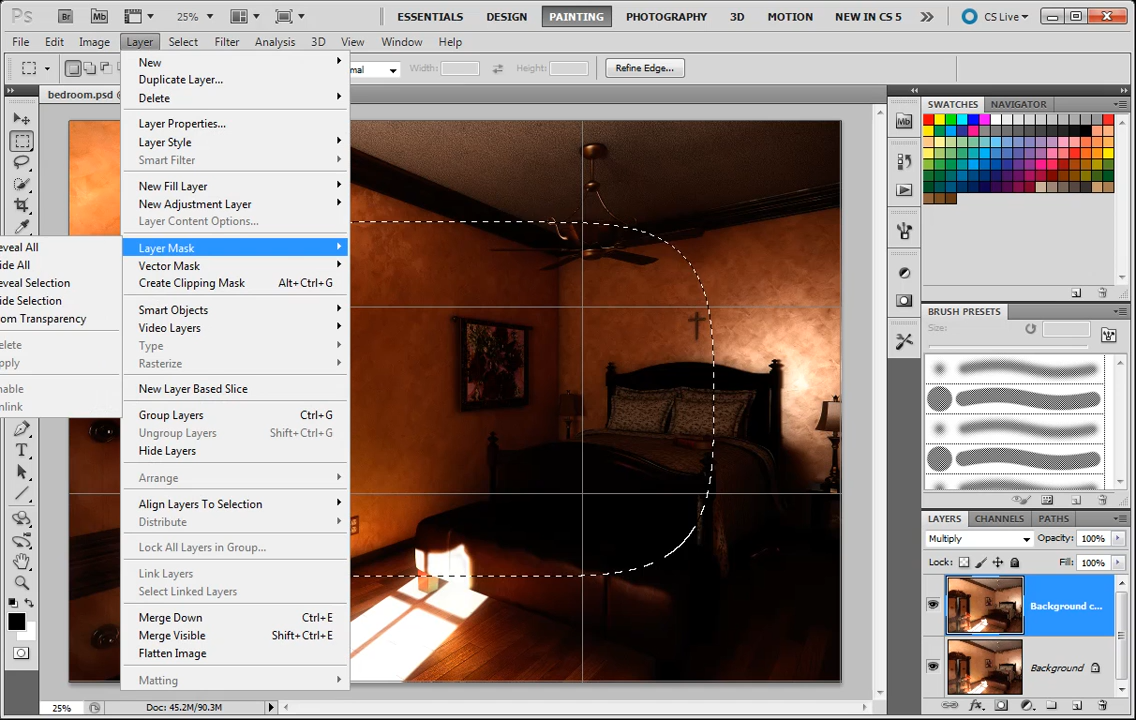 Ps Br Mb 25% ESSENTIALS DESIGN PAINTING PHOTOGRAPHY 3D MOTION NEW IN CS 5 CS Live
File Edit Image Layer Select Filter Analysis 3D View Window Help
mal Width: Height: Refine Edge...
bedroom.psd @
New
Duplicate Layer...
Delete
Layer Properties...
Layer Style
Smart Filter
New Fill Layer
New Adjustment Layer
Layer Content Options...
Layer Mask
Vector Mask
Create Clipping Mask Alt+Ctrl+G
Smart Objects
Video Layers
Type
Rasterize
New Layer Based Slice
Group Layers Ctrl+G
Ungroup Layers Shift+Ctrl+G
Hide Layers
Arrange
Align Layers To Selection
Distribute
Lock All Layers in Group...
Link Layers
Select Linked Layers
Merge Down Ctrl+E
Merge Visible Shift+Ctrl+E
Flatten Image
Matting
eveal All
ide All
eveal Selection
ide Selection
om Transparency
elete
pply
nable
nlink
SWATCHES NAVIGATOR
Mb
BRUSH PRESETS
Size:
LAYERS CHANNELS PATHS
Multiply Opacity: 100%
Lock: Fill: 100%
Background c...
Background
25% Doc: 45.2M/90.3M